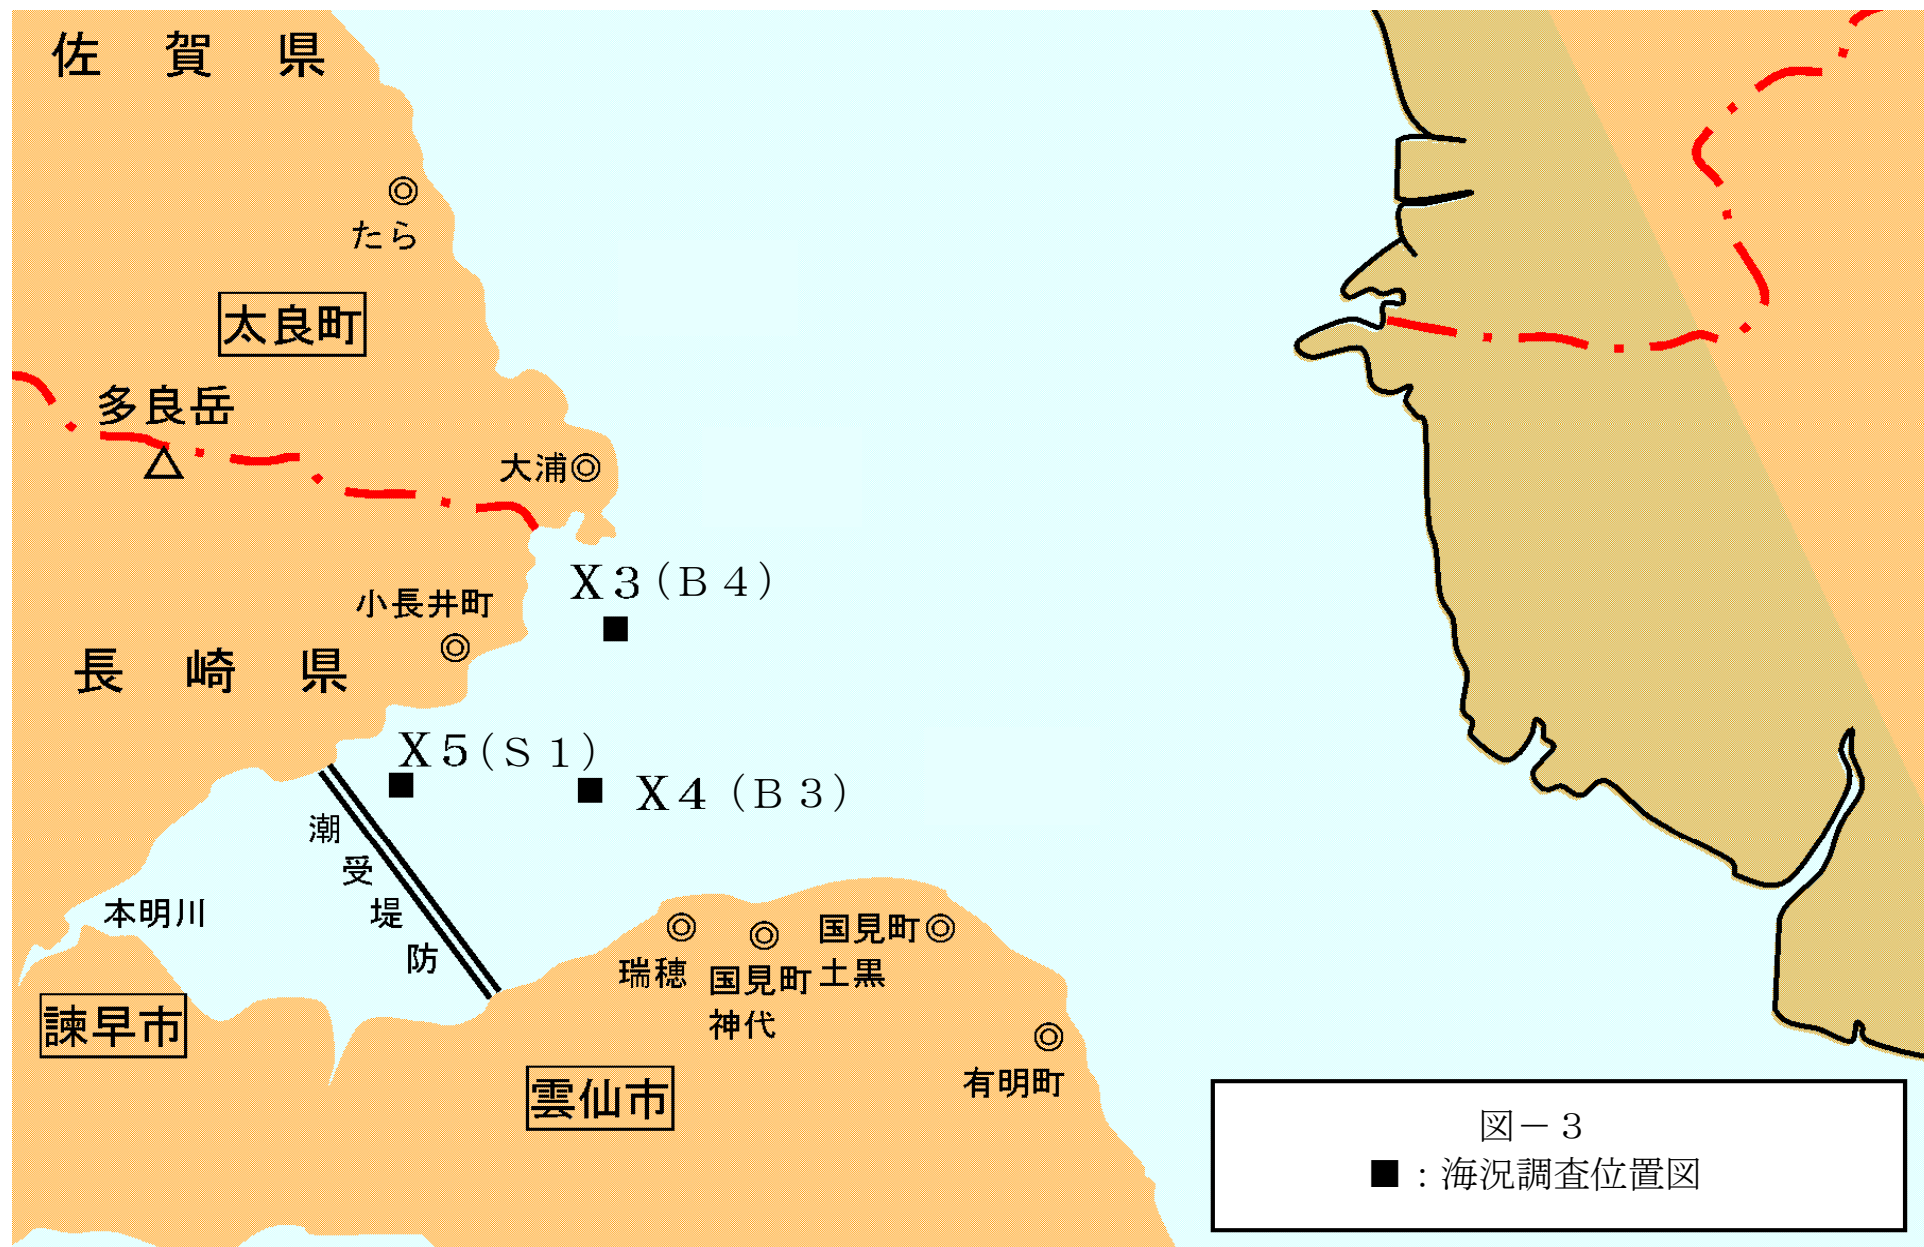 佐賀県
たら
太良町
多良岳
大浦
X3(B4)
小長井町
長崎県
X5(S1)
X4(B3)
潮受堤防
本明川
国見町
土黒
瑞穂
国見町
神代
諫早市
有明町
雲仙市
図－3
■：海況調査位置図